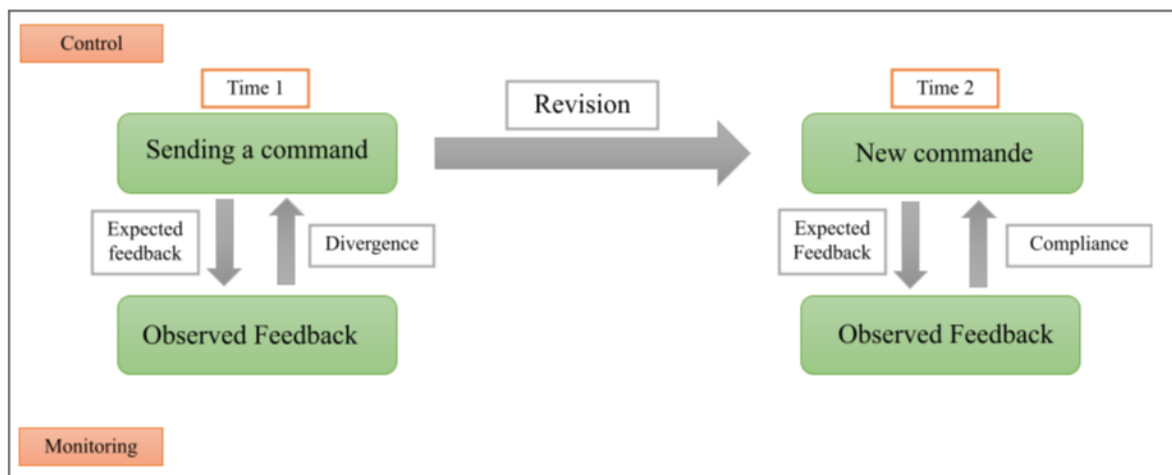 Control
Time 1
Revision
Time 2
Sending a command
New commande
Expected
feedback
Divergence
Expected
Feedback
Compliance
Observed Feedback
Observed Feedback
Monitoring